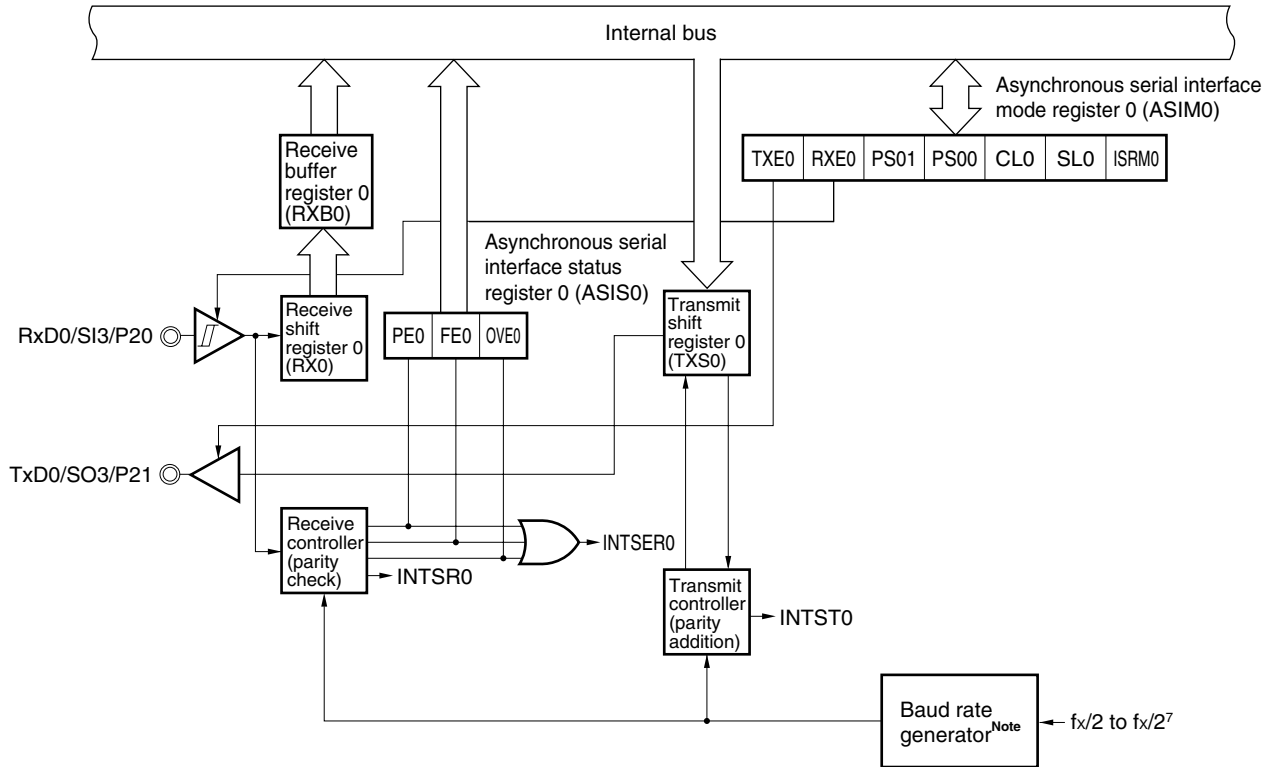 Internal bus
Asynchronous serial interface
mode register 0 (ASIM0)
TXE0 RXE0 PS01 PS00 CL0 SL0 ISRM0
Receive
buffer
register 0
(RXB0)
Asynchronous serial
interface status
register 0 (ASIS0)
RxD0/SI3/P20
Receive
shift
register 0
(RX0)
PE0 FE0 OVE0
Transmit
shift
register 0
(TXS0)
TxD0/SO3/P21
Receive
controller
(parity
check)
INTSER0
INTSR0
Transmit
controller
(parity
addition)
INTST0
Baud rate
generatorNote
fx/2 to fx/2⁷